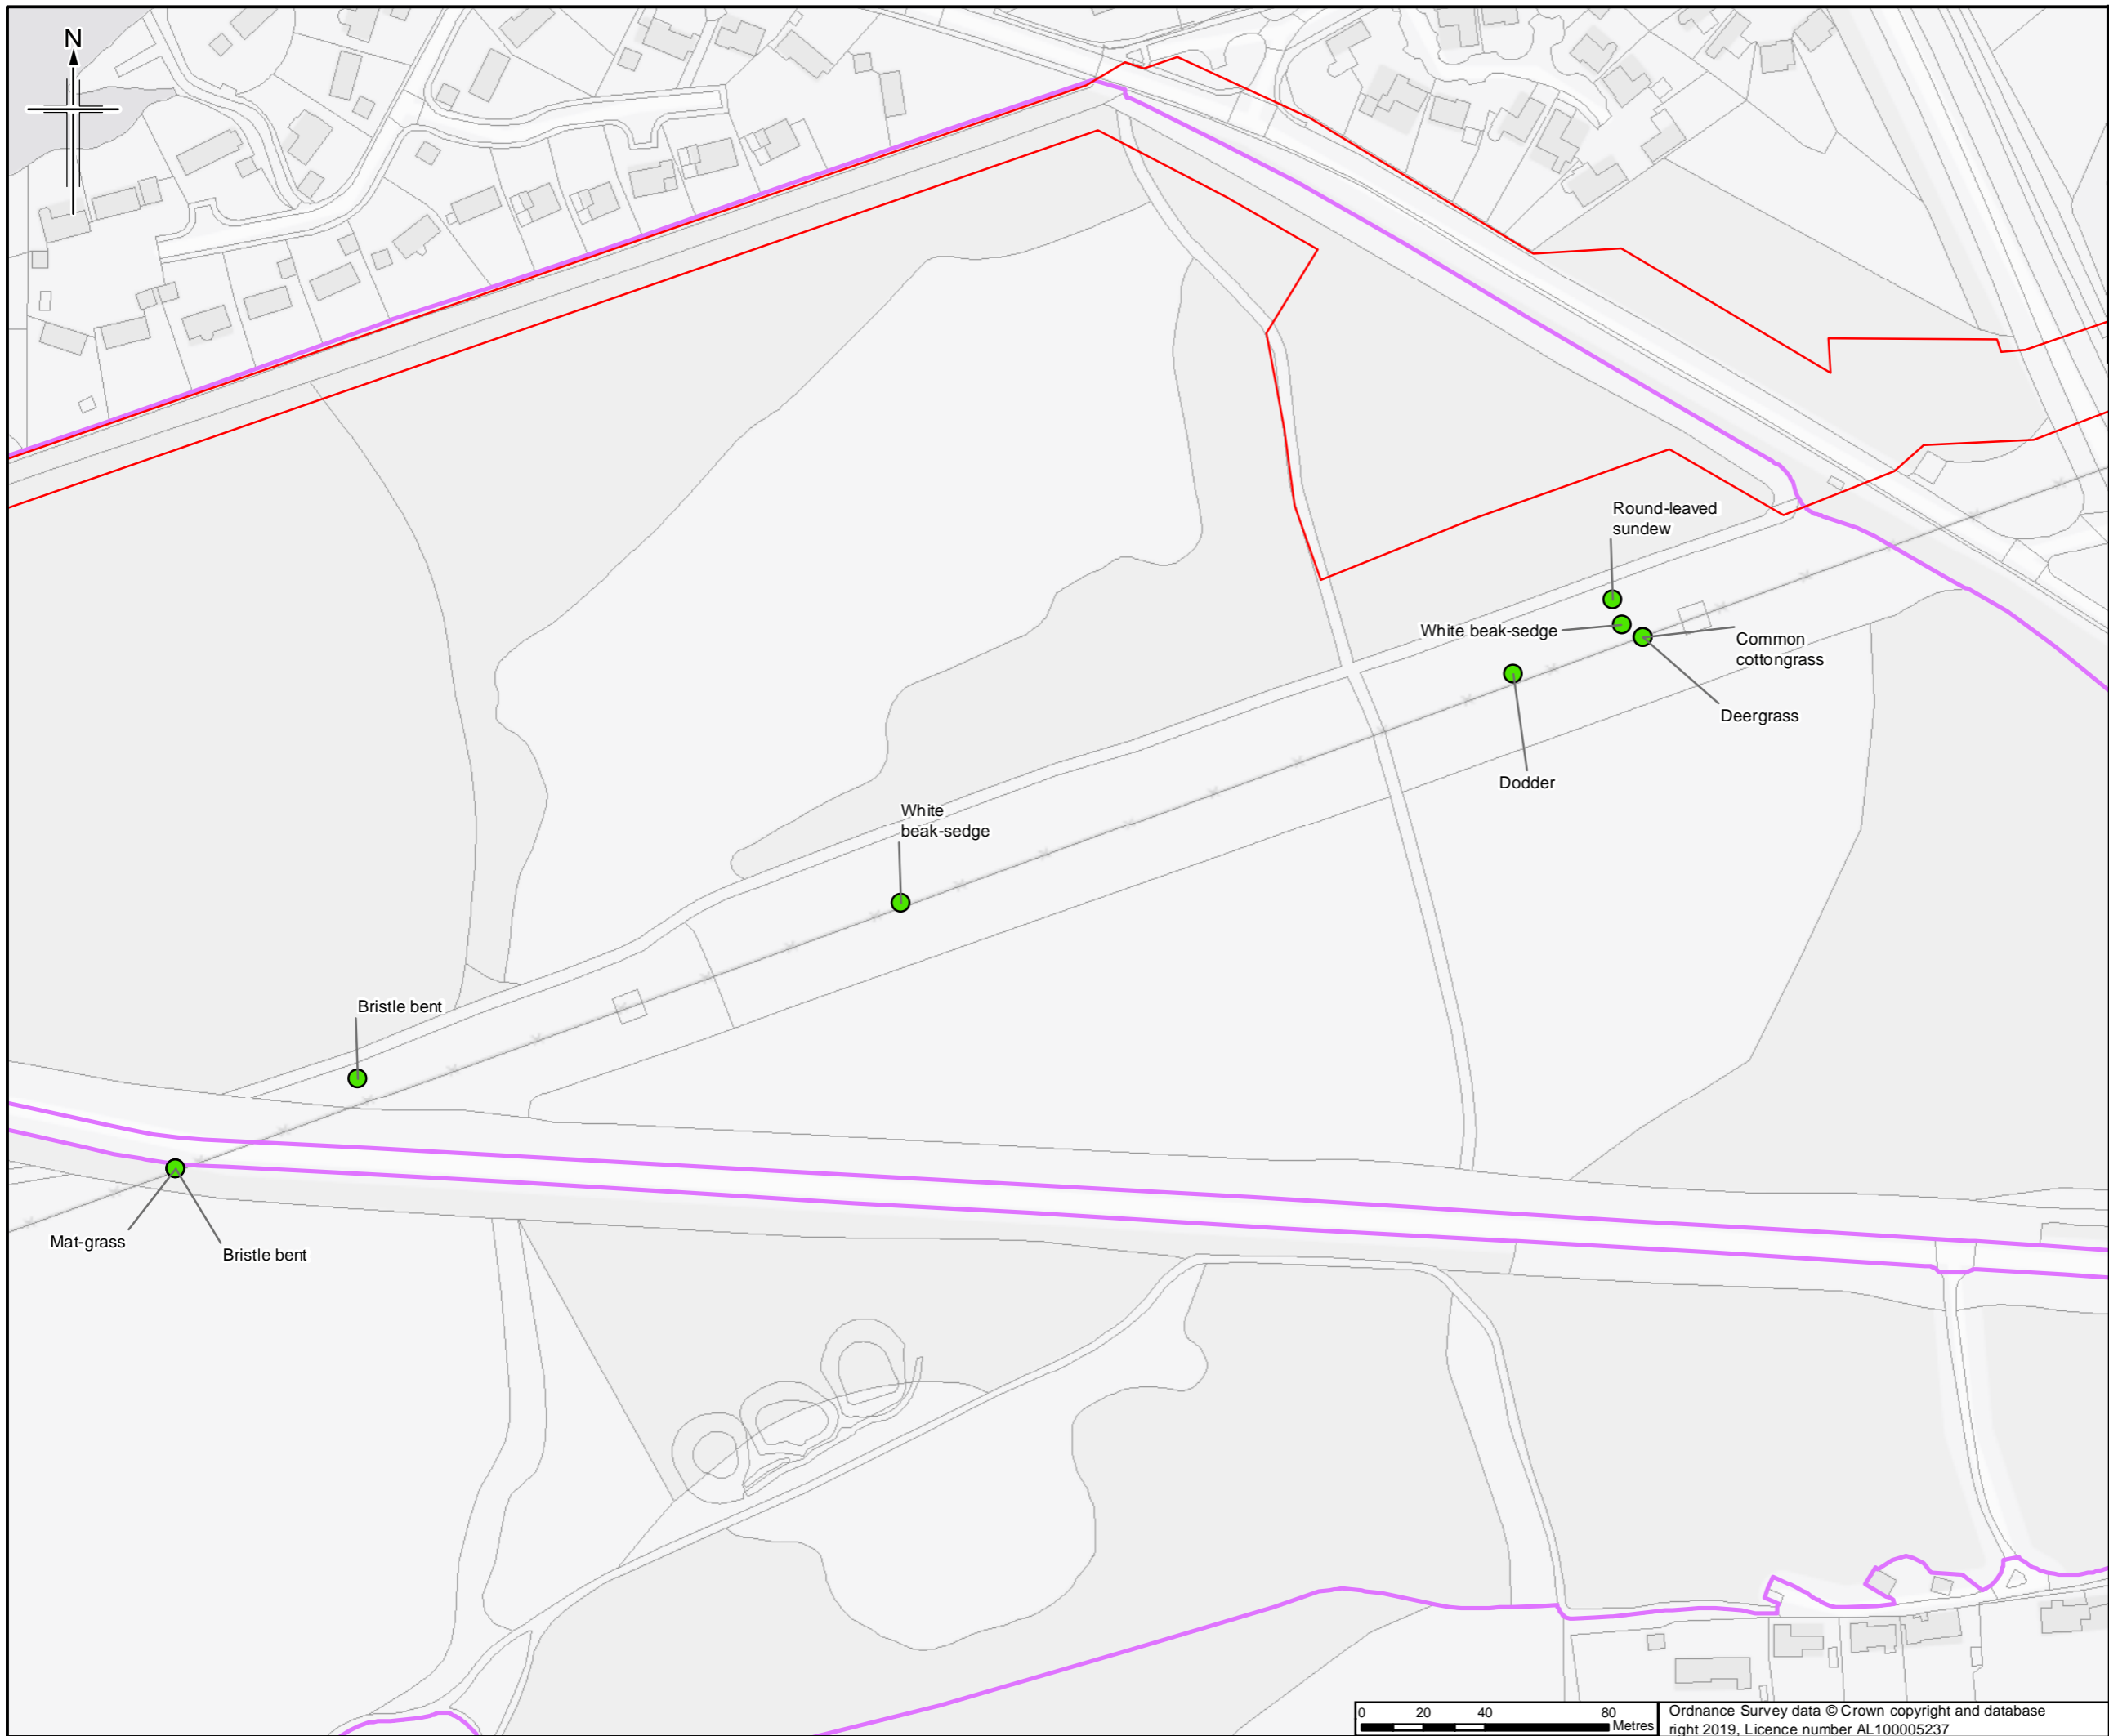 N
Round-leaved
sundew
White beak-sedge
Common
cottongrass
Deergrass
Dodder
White
beak-sedge
Bristle bent
Mat-grass
Bristle bent
0 20 40 80
Metres
Ordnance Survey data © Crown copyright and database
right 2019, Licence number AL100005237